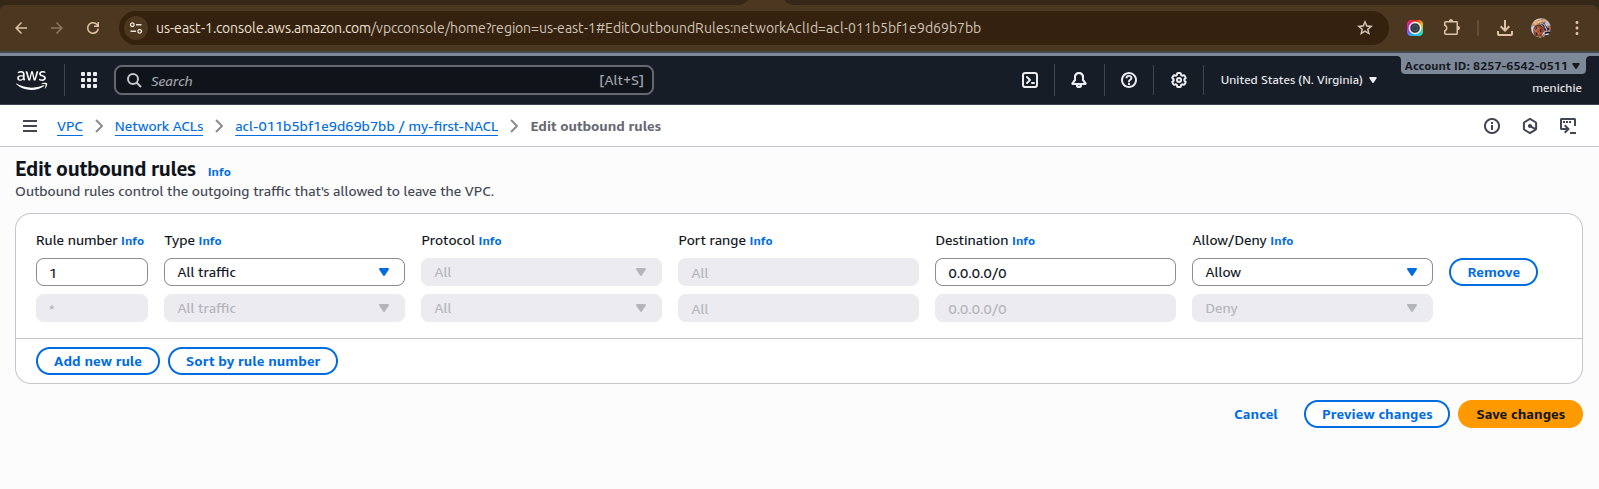 us-east-1.console.aws.amazon.com/vpcconsole/home?region=us-east-1#EditOutboundRules:networkAclId=acl-011b5bf1e9d69b7bb
aws Search [Alt+S] United States (N. Virginia) Account ID: 8257-6542-0511
menichie
VPC Network ACLs acl-011b5bf1e9d69b7bb / my-first-NACL Edit outbound rules
Edit outbound rules Info
Outbound rules control the outgoing traffic that's allowed to leave the VPC.
Rule number Info Type Info Protocol Info Port range Info Destination Info Allow/Deny Info
1 All traffic All All 0.0.0.0/0 Allow Remove
* All traffic All All 0.0.0.0/0 Deny
Add new rule Sort by rule number
Cancel Preview changes Save changes